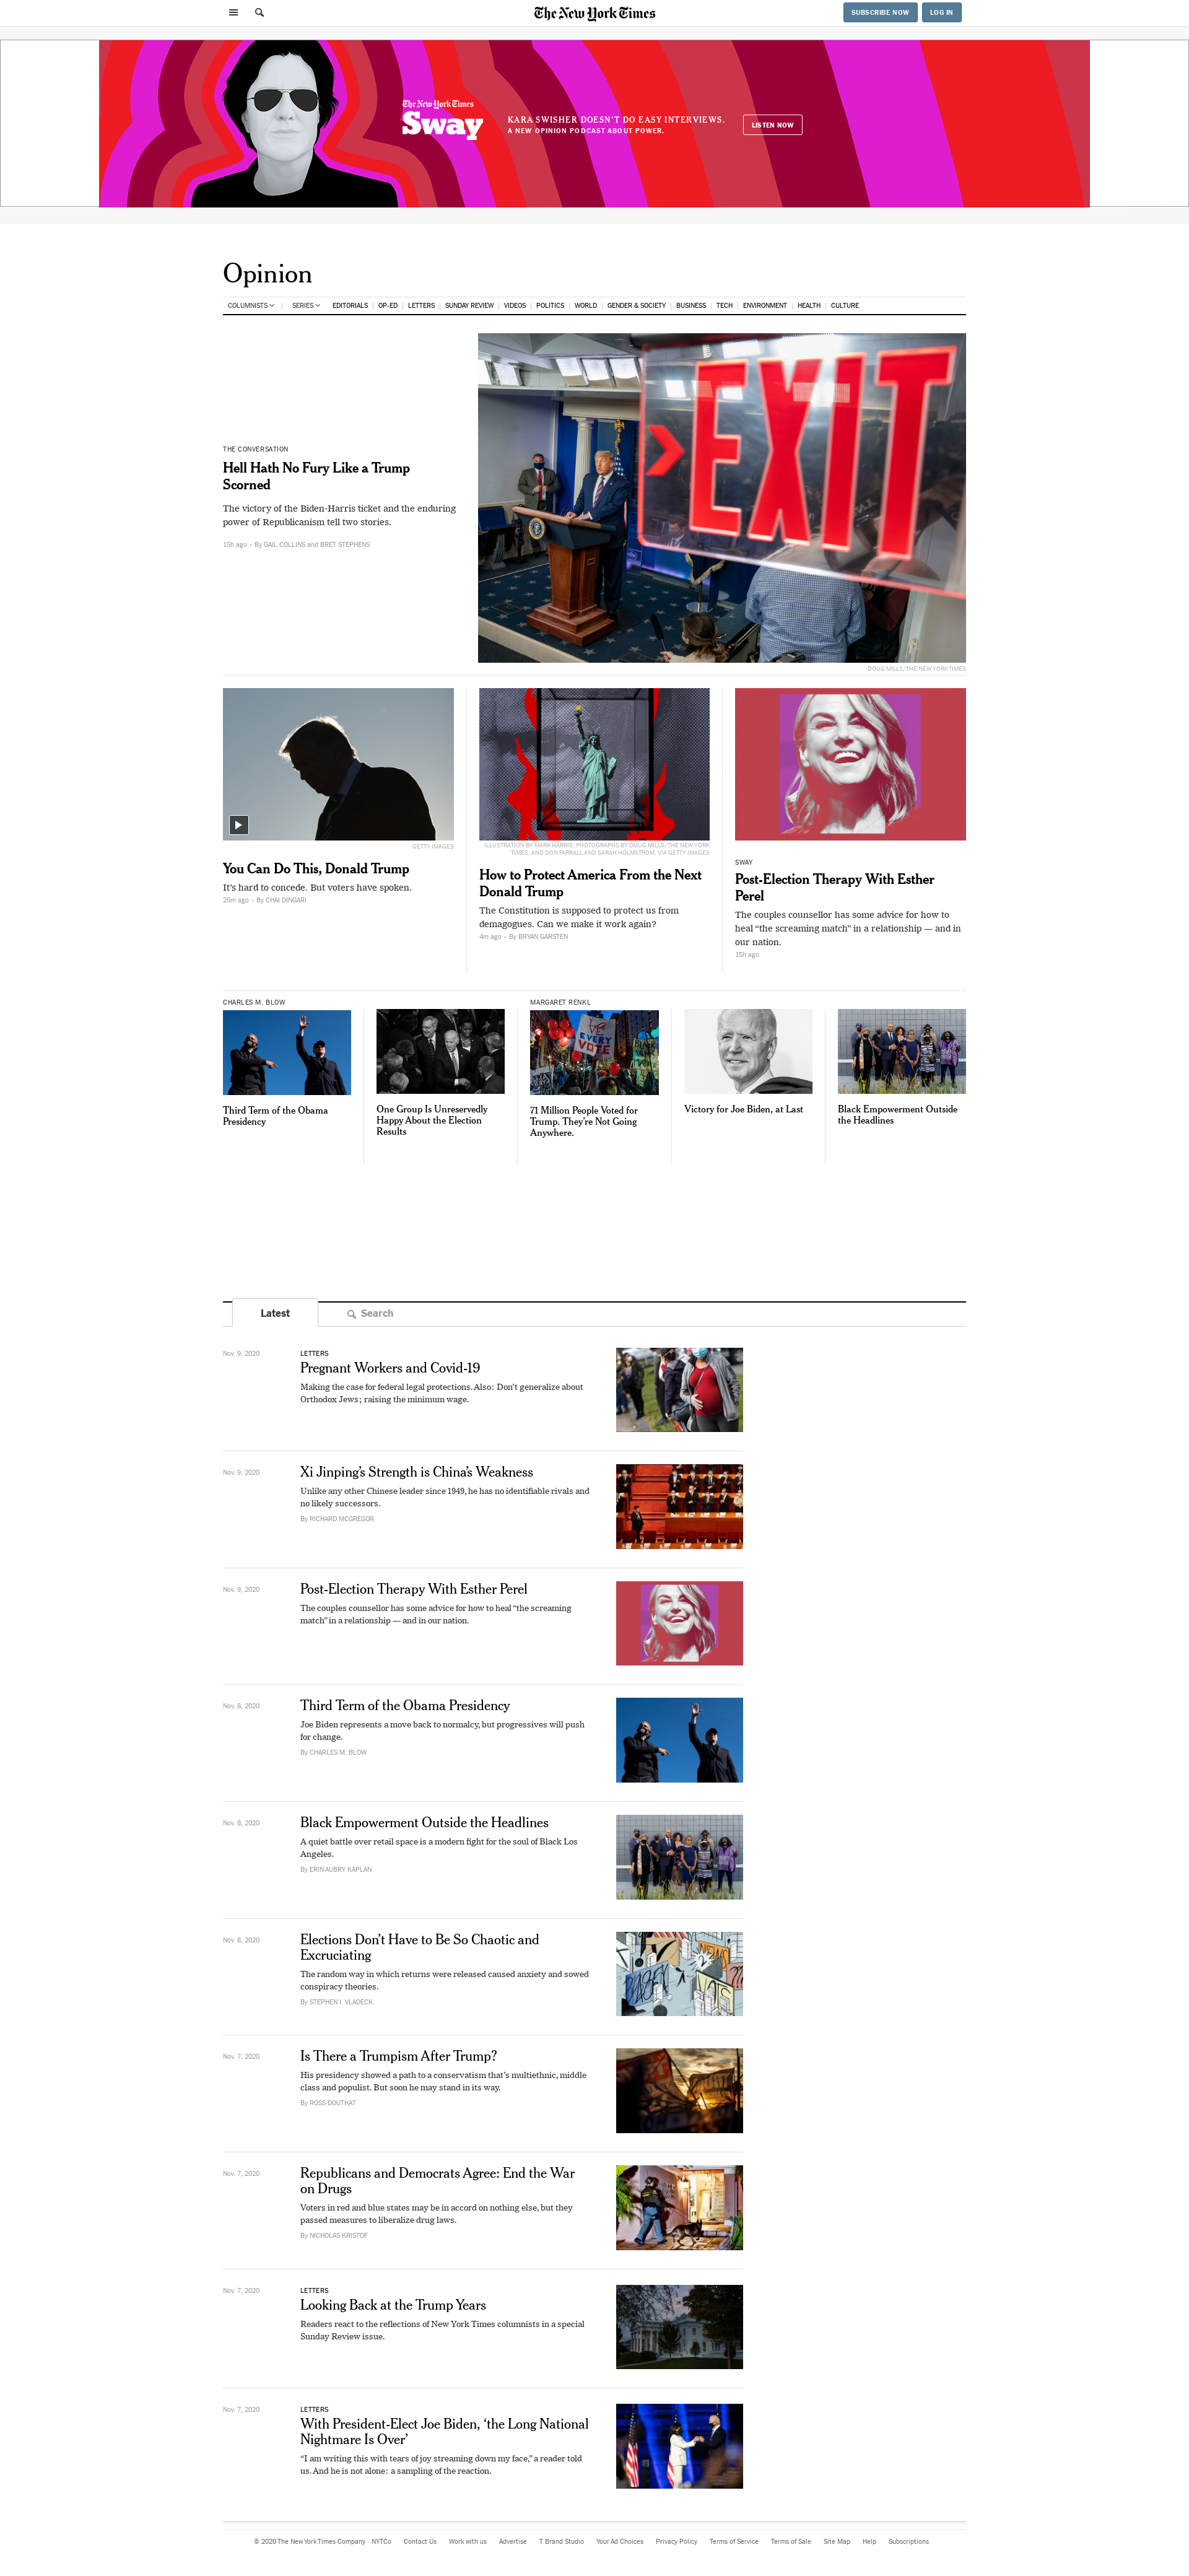 The New York Times
SUBSCRIBE NOW
LOG IN
The New York Times
Sway
KARA SWISHER DOESN'T DO EASY INTERVIEWS.
A NEW OPINION PODCAST ABOUT POWER.
LISTEN NOW
Opinion
COLUMNISTS
SERIES
EDITORIALS
OP-ED
LETTERS
SUNDAY REVIEW
VIDEOS
POLITICS
WORLD
GENDER & SOCIETY
BUSINESS
TECH
ENVIRONMENT
HEALTH
CULTURE
THE CONVERSATION
Hell Hath No Fury Like a Trump
Scorned
The victory of the Biden-Harris ticket and the enduring
power of Republicanism tell two stories.
15h ago • By GAIL COLLINS and BRET STEPHENS
EXIT
DOUG MILLS/THE NEW YORK TIMES
GETTY IMAGES
You Can Do This, Donald Trump
It's hard to concede. But voters have spoken.
25m ago • By CHAI DINGARI
ILLUSTRATION BY MARK HARRIS; PHOTOGRAPHS BY DOUG MILLS/THE NEW YORK
TIMES, AND DON FARRALL AND SARAH HOLMSTROM, VIA GETTY IMAGES
How to Protect America From the Next
Donald Trump
The Constitution is supposed to protect us from
demagogues. Can we make it work again?
4m ago • By BRYAN GARSTEN
SWAY
Post-Election Therapy With Esther
Perel
The couples counsellor has some advice for how to
heal “the screaming match” in a relationship — and in
our nation.
15h ago
CHARLES M. BLOW
Third Term of the Obama
Presidency
One Group Is Unreservedly
Happy About the Election
Results
MARGARET RENKL
EVERY
VOTE
71 Million People Voted for
Trump. They're Not Going
Anywhere.
Victory for Joe Biden, at Last
Black Empowerment Outside
the Headlines
Latest
Search
Nov. 9, 2020
LETTERS
Pregnant Workers and Covid-19
Making the case for federal legal protections. Also: Don't generalize about
Orthodox Jews; raising the minimum wage.
Nov. 9, 2020
Xi Jinping's Strength is China's Weakness
Unlike any other Chinese leader since 1949, he has no identifiable rivals and
no likely successors.
By RICHARD MCGREGOR
Nov. 9, 2020
Post-Election Therapy With Esther Perel
The couples counsellor has some advice for how to heal “the screaming
match” in a relationship — and in our nation.
Nov. 8, 2020
Third Term of the Obama Presidency
Joe Biden represents a move back to normalcy, but progressives will push
for change.
By CHARLES M. BLOW
Nov. 8, 2020
Black Empowerment Outside the Headlines
A quiet battle over retail space is a modern fight for the soul of Black Los
Angeles.
By ERIN AUBRY KAPLAN
Nov. 8, 2020
Elections Don't Have to Be So Chaotic and
Excruciating
The random way in which returns were released caused anxiety and sowed
conspiracy theories.
By STEPHEN I. VLADECK
Nov. 7, 2020
Is There a Trumpism After Trump?
His presidency showed a path to a conservatism that's multiethnic, middle
class and populist. But soon he may stand in its way.
By ROSS DOUTHAT
Nov. 7, 2020
Republicans and Democrats Agree: End the War
on Drugs
Voters in red and blue states may be in accord on nothing else, but they
passed measures to liberalize drug laws.
By NICHOLAS KRISTOF
Nov. 7, 2020
LETTERS
Looking Back at the Trump Years
Readers react to the reflections of New York Times columnists in a special
Sunday Review issue.
Nov. 7, 2020
LETTERS
With President-Elect Joe Biden, ‘the Long National
Nightmare Is Over’
“I am writing this with tears of joy streaming down my face,” a reader told
us. And he is not alone: a sampling of the reaction.
© 2020 The New York Times Company
NYTCo
Contact Us
Work with us
Advertise
T Brand Studio
Your Ad Choices
Privacy Policy
Terms of Service
Terms of Sale
Site Map
Help
Subscriptions